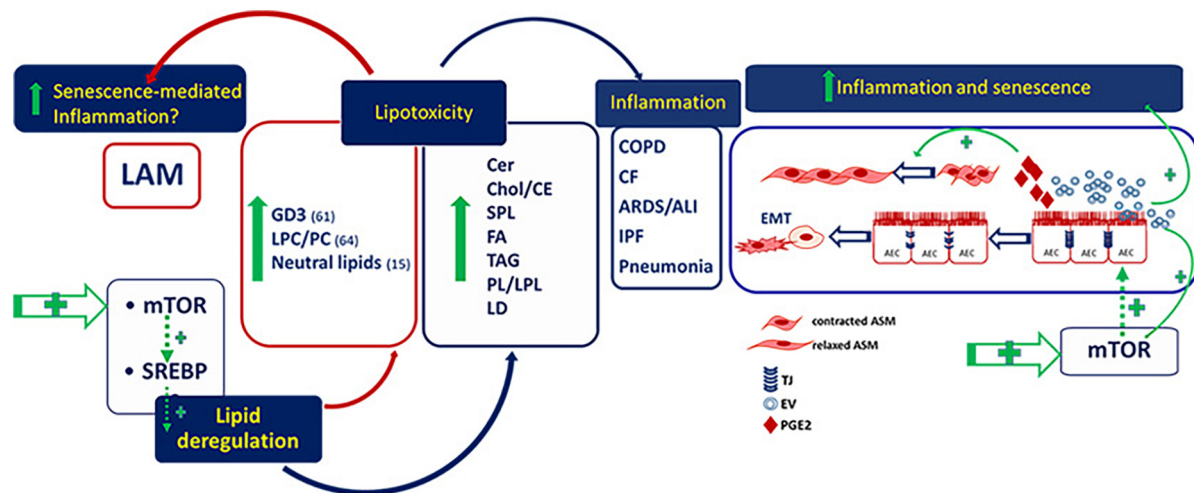 Senescence-mediated
Inflammation?
LAM
• mTOR
+
+
• SREBP
+
Lipid
deregulation
Lipotoxicity
GD3 (61)
LPC/PC (64)
Neutral lipids (15)
Cer
Chol/CE
SPL
FA
TAG
PL/LPL
LD
Inflammation
COPD
CF
ARDS/ALI
IPF
Pneumonia
Inflammation and senescence
+
+
EMT
AEC AEC AEC
AEC AEC AEC
+
+
+
mTOR
contracted ASM
relaxed ASM
TJ
EV
PGE2